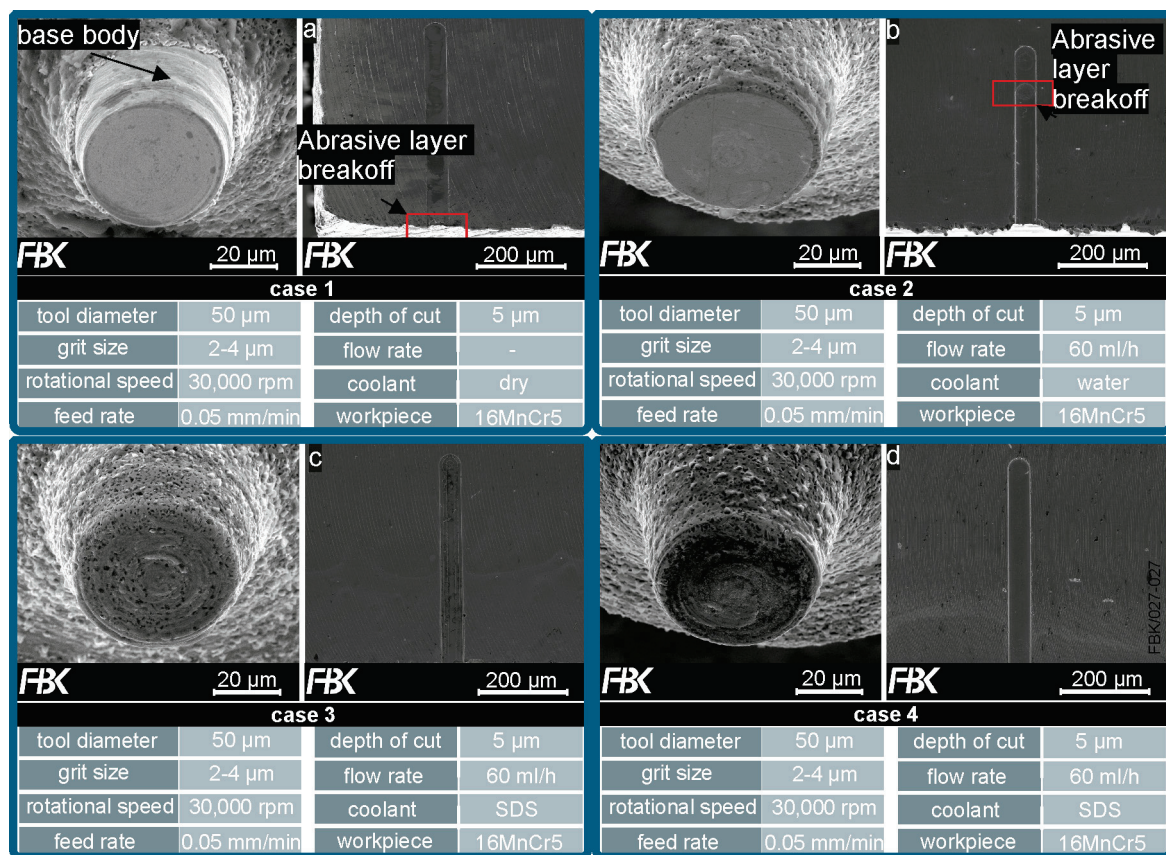 base body
a
Abrasive layer
breakoff
FBK
20 µm
200 µm
case 1
tool diameter 50 µm depth of cut 5 µm
grit size 2-4 µm flow rate -
rotational speed 30,000 rpm coolant dry
feed rate 0.05 mm/min workpiece 16MnCr5
b
Abrasive
layer
breakoff
FBK
20 µm
200 µm
case 2
tool diameter 50 µm depth of cut 5 µm
grit size 2-4 µm flow rate 60 ml/h
rotational speed 30,000 rpm coolant water
feed rate 0.05 mm/min workpiece 16MnCr5
c
FBK
20 µm
200 µm
case 3
tool diameter 50 µm depth of cut 5 µm
grit size 2-4 µm flow rate 60 ml/h
rotational speed 30,000 rpm coolant SDS
feed rate 0.05 mm/min workpiece 16MnCr5
d
FBK/027-027
FBK
20 µm
200 µm
case 4
tool diameter 50 µm depth of cut 5 µm
grit size 2-4 µm flow rate 60 ml/h
rotational speed 30,000 rpm coolant SDS
feed rate 0.05 mm/min workpiece 16MnCr5